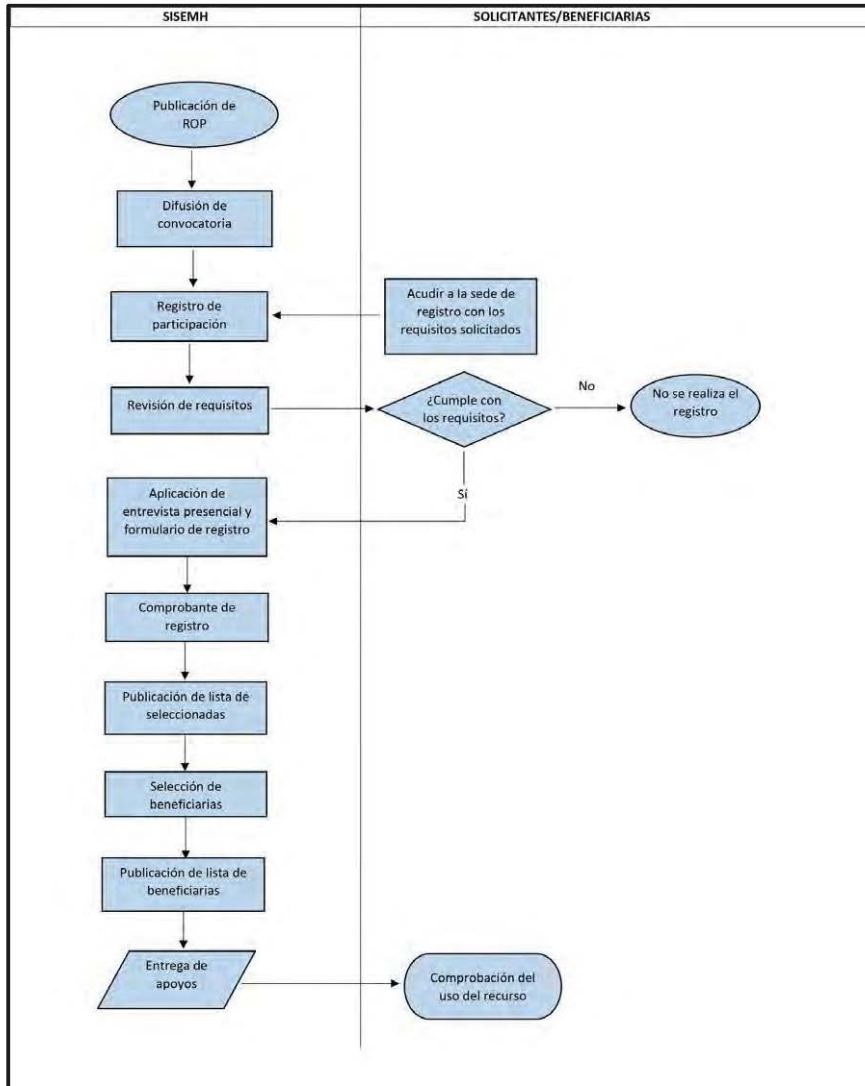 SISEMH
SOLICITANTES/BENEFICIARIAS
Publicación de
ROP
Difusión de
convocatoria
Registro de
participación
Acudir a la sede de
registro con los
requisitos solicitados
Revisión de requisitos
¿Cumple con
los requisitos?
No
No se realiza el
registro
Sí
Aplicación de
entrevista presencial y
formulario de registro
Comprobante de
registro
Publicación de lista de
seleccionadas
Selección de
beneficiarias
Publicación de lista de
beneficiarias
Entrega de
apoyos
Comprobación del
uso del recurso